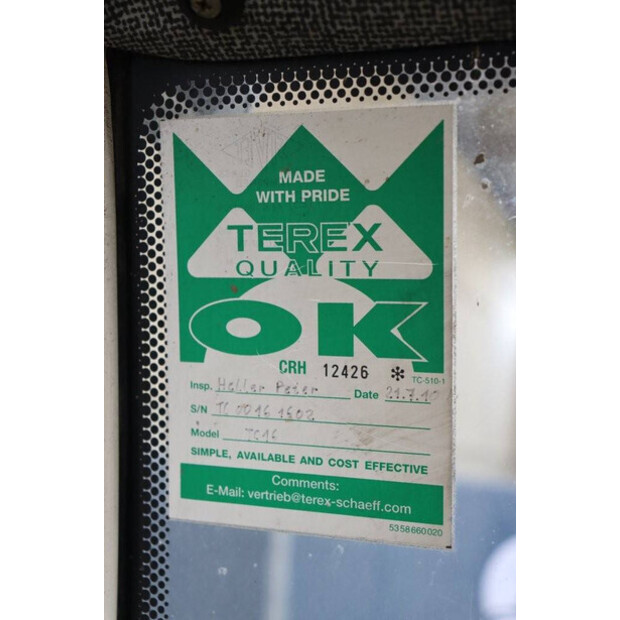 MADE
WITH PRIDE
TEREX
QUALITY
OK
CRH 12426 *
TC-510-1
Insp. Heller Peter Date 21.7.10
S/N TC 0016 1602
Model TC16
SIMPLE, AVAILABLE AND COST EFFECTIVE
Comments:
E-Mail: vertrieb@terex-schaeff.com
5358660020